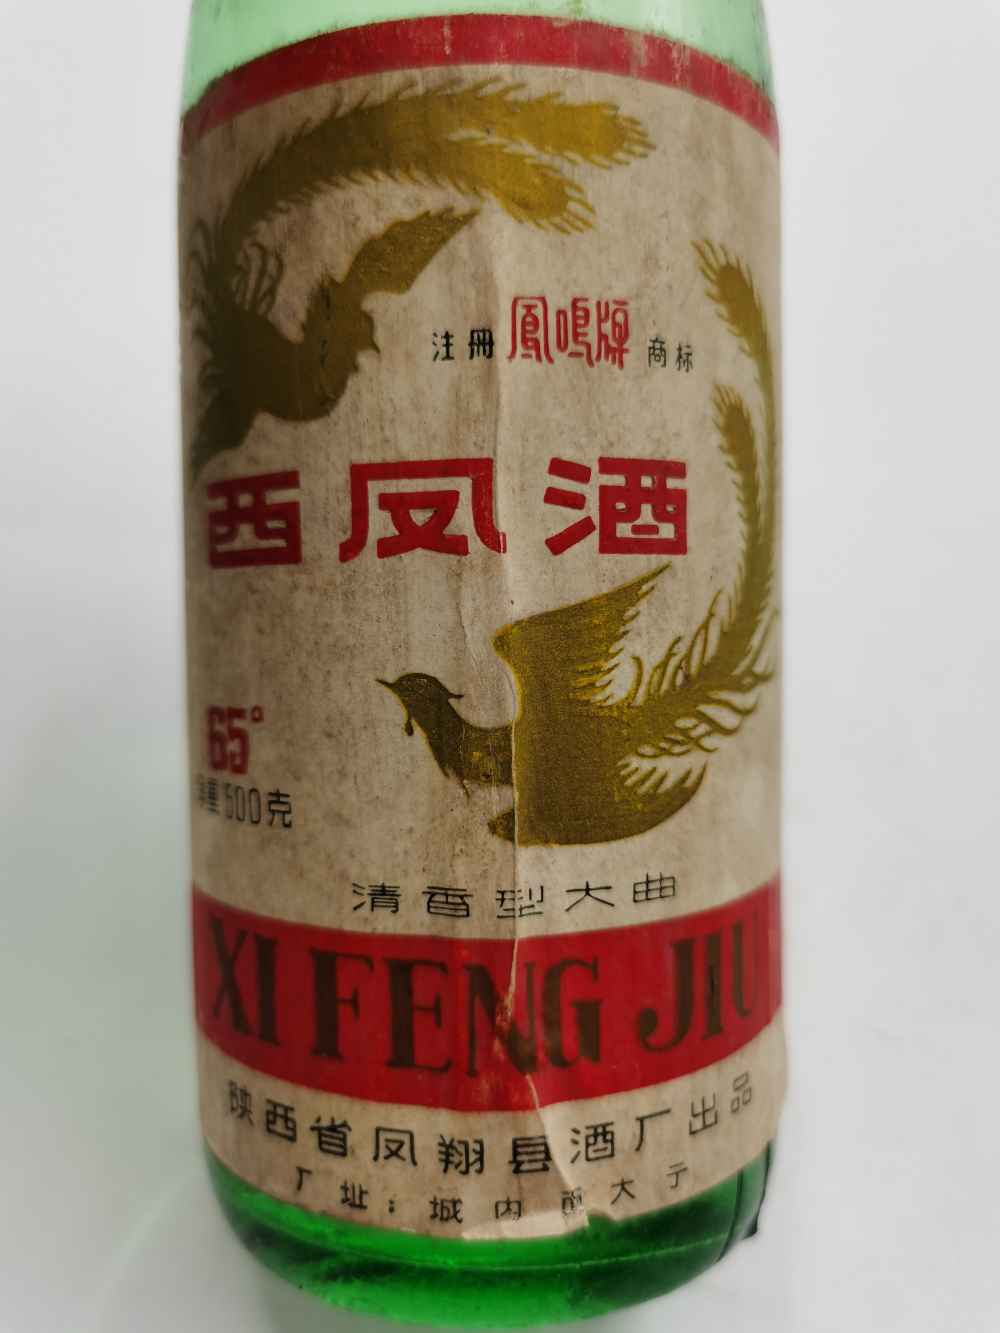 注册 鳳鳴牌 商标
西凤酒
65°
净重500克
清香型大曲
XI FENG JIU
陕西省凤翔县酒厂出品
厂址：城内 大亍